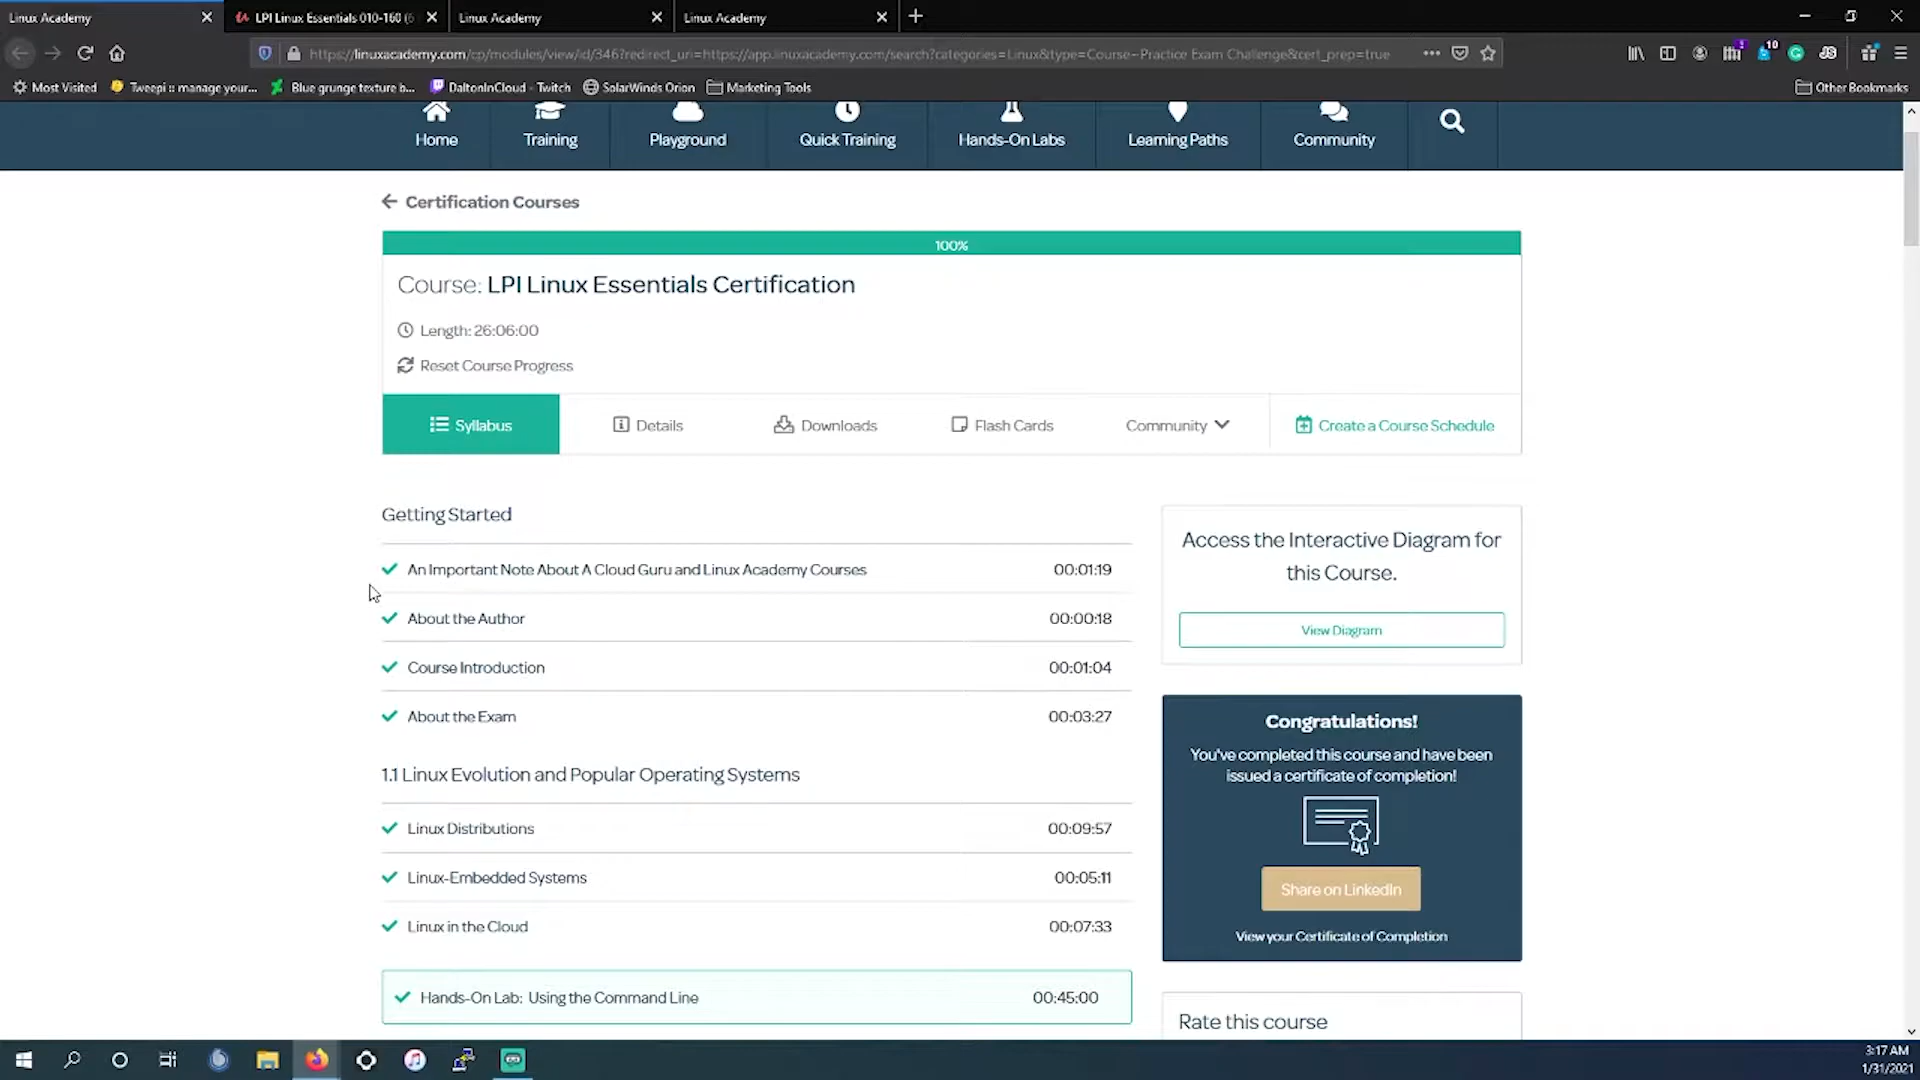 Linux Academy
LPI Linux Essentials 010-160 (6
Linux Academy
Linux Academy
https://linuxacademy.com/cp/modules/view/id/346?redirect_uri=https://app.linuxacademy.com/search?categories=Linux&type=Course~Practice Exam Challenge&cert_prep=true
10
Most Visited
Tweepi :: manage your...
Blue grunge texture b...
DaltonInCloud - Twitch
SolarWinds Orion
Marketing Tools
Other Bookmarks
Home
Training
Playground
Quick Training
Hands-On Labs
Learning Paths
Community
Certification Courses
100%
Course: LPI Linux Essentials Certification
Length: 26:06:00
Reset Course Progress
Syllabus
Details
Downloads
Flash Cards
Community
Create a Course Schedule
Getting Started
An Important Note About A Cloud Guru and Linux Academy Courses 00:01:19
About the Author 00:00:18
Course Introduction 00:01:04
About the Exam 00:03:27
1.1 Linux Evolution and Popular Operating Systems
Linux Distributions 00:09:57
Linux-Embedded Systems 00:05:11
Linux in the Cloud 00:07:33
Hands-On Lab: Using the Command Line 00:45:00
Access the Interactive Diagram for
this Course.
View Diagram
Congratulations!
You've completed this course and have been
issued a certificate of completion!
Share on LinkedIn
View your Certificate of Completion
Rate this course
3:17 AM
1/31/2021